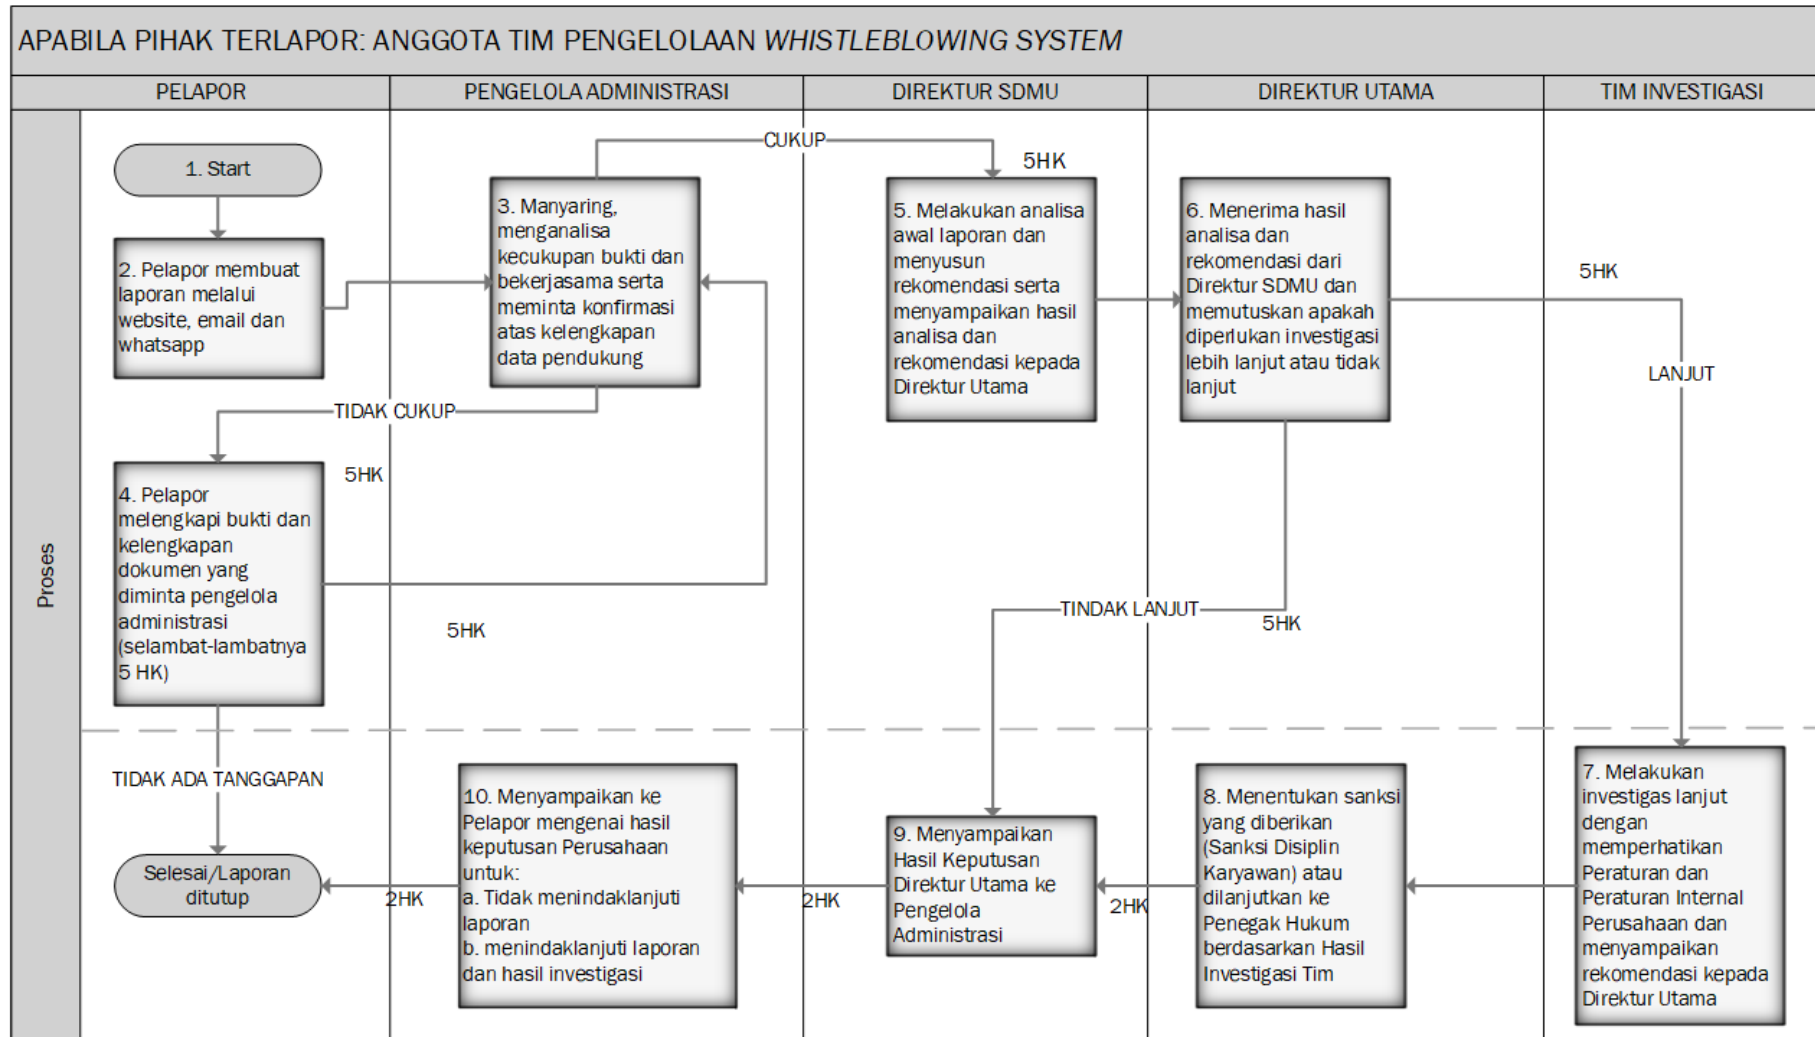 APABILA PIHAK TERLAPOR: ANGGOTA TIM PENGELOLAAN WHISTLEBLOWING SYSTEM
PELAPOR
PENGELOLA ADMINISTRASI
DIREKTUR SDMU
DIREKTUR UTAMA
TIM INVESTIGASI
Proses
1. Start
2. Pelapor membuat
laporan melalui
website, email dan
whatsapp
3. Manyaring,
menganalisa
kecukupan bukti dan
bekerjasama serta
meminta konfirmasi
atas kelengkapan
data pendukung
CUKUP
5HK
5. Melakukan analisa
awal laporan dan
menyusun
rekomendasi serta
menyampaikan hasil
analisa dan
rekomendasi kepada
Direktur Utama
6. Menerima hasil
analisa dan
rekomendasi dari
Direktur SDMU dan
memutuskan apakah
diperlukan investigasi
lebih lanjut atau tidak
lanjut
5HK
LANJUT
TIDAK CUKUP
5HK
4. Pelapor
melengkapi bukti dan
kelengkapan
dokumen yang
diminta pengelola
administrasi
(selambat-lambatnya
5 HK)
5HK
TINDAK LANJUT
5HK
TIDAK ADA TANGGAPAN
Selesai/Laporan
ditutup
2HK
10. Menyampaikan ke
Pelapor mengenai hasil
keputusan Perusahaan
untuk:
a. Tidak menindaklanjuti
laporan
b. menindaklanjuti laporan
dan hasil investigasi
2HK
9. Menyampaikan
Hasil Keputusan
Direktur Utama ke
Pengelola
Administrasi
2HK
8. Menentukan sanksi
yang diberikan
(Sanksi Disiplin
Karyawan) atau
dilanjutkan ke
Penegak Hukum
berdasarkan Hasil
Investigasi Tim
7. Melakukan
investigas lanjut
dengan
memperhatikan
Peraturan dan
Peraturan Internal
Perusahaan dan
menyampaikan
rekomendasi kepada
Direktur Utama